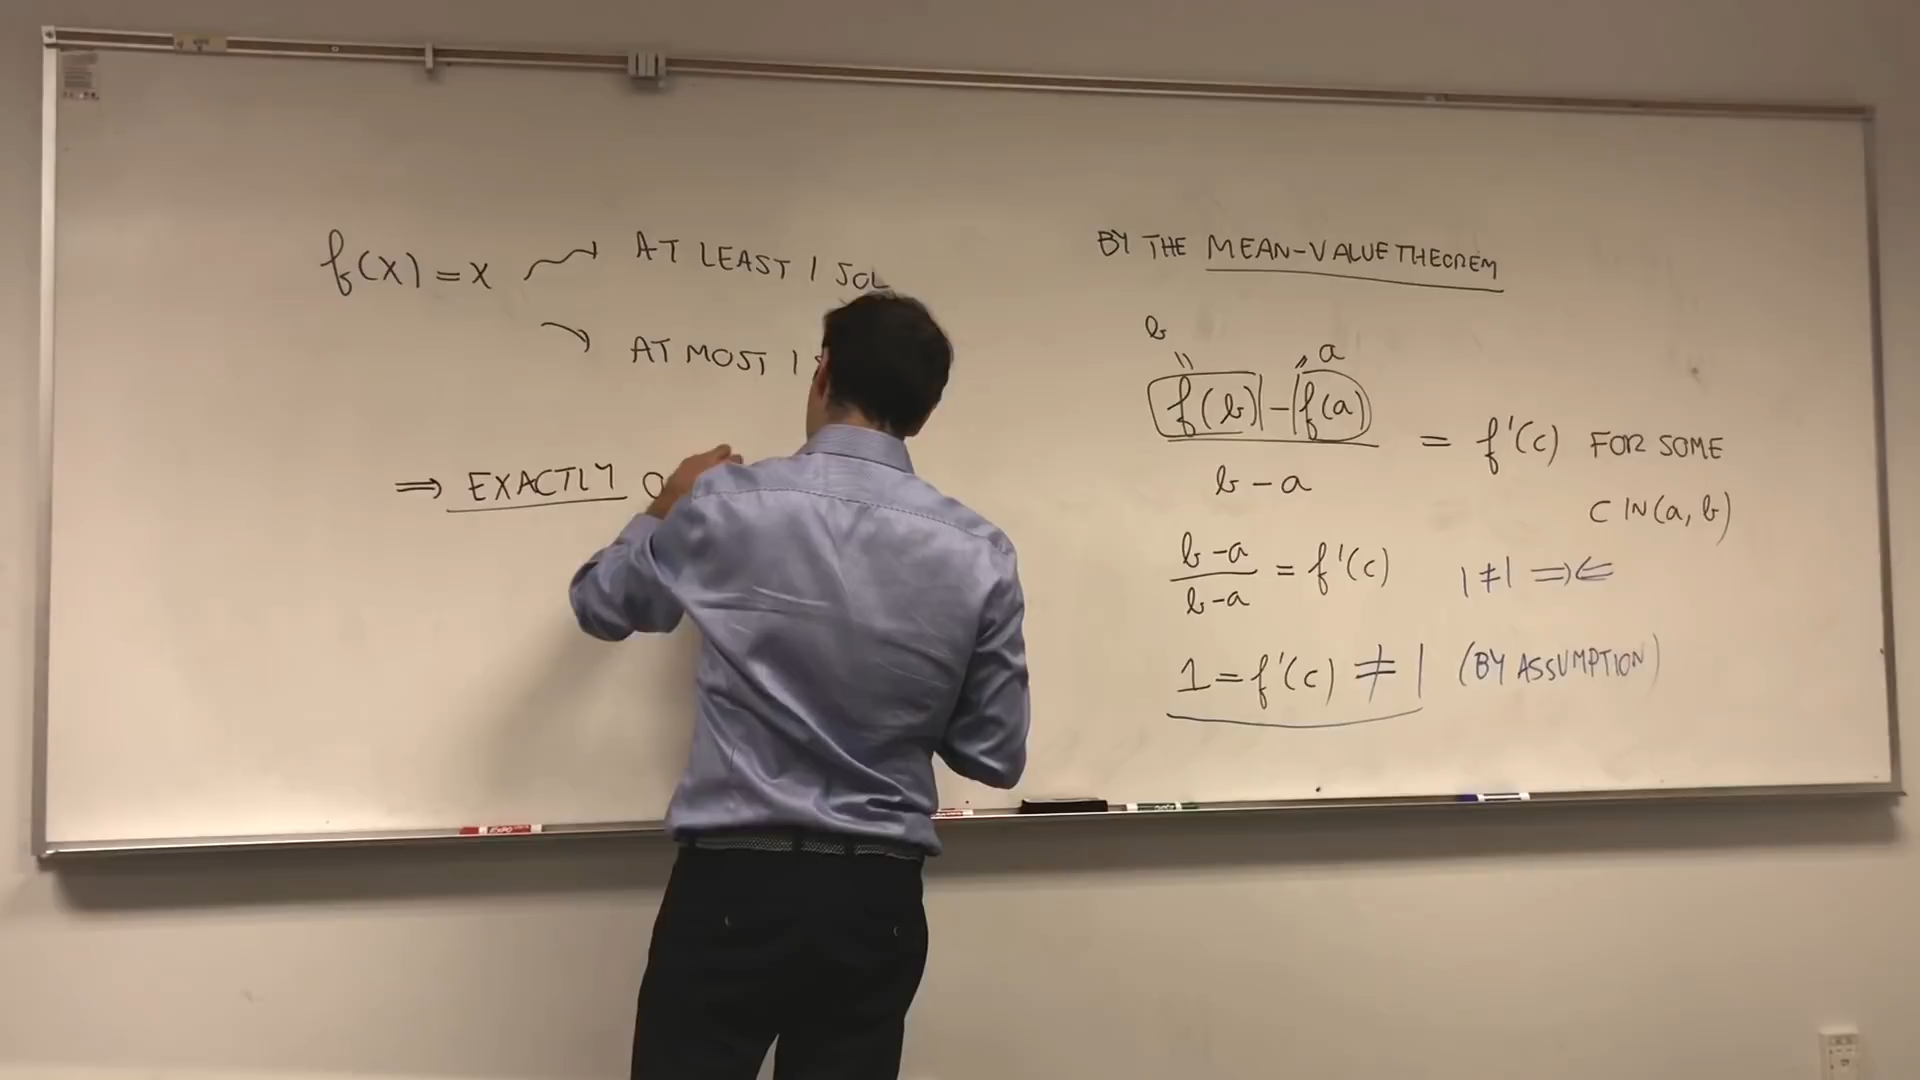 f(x) = x
AT LEAST 1 SOL
AT MOST 1
⇒ EXACTLY
BY THE MEAN-VALUE THEOREM
b a
" "
f(b) - f(a)
b - a
= f'(c) FOR SOME
c IN (a, b)
b - a
b - a
= f'(c)
1 ≠ 1 ⇒⇐
1 = f'(c) ≠ 1 (BY ASSUMPTION)